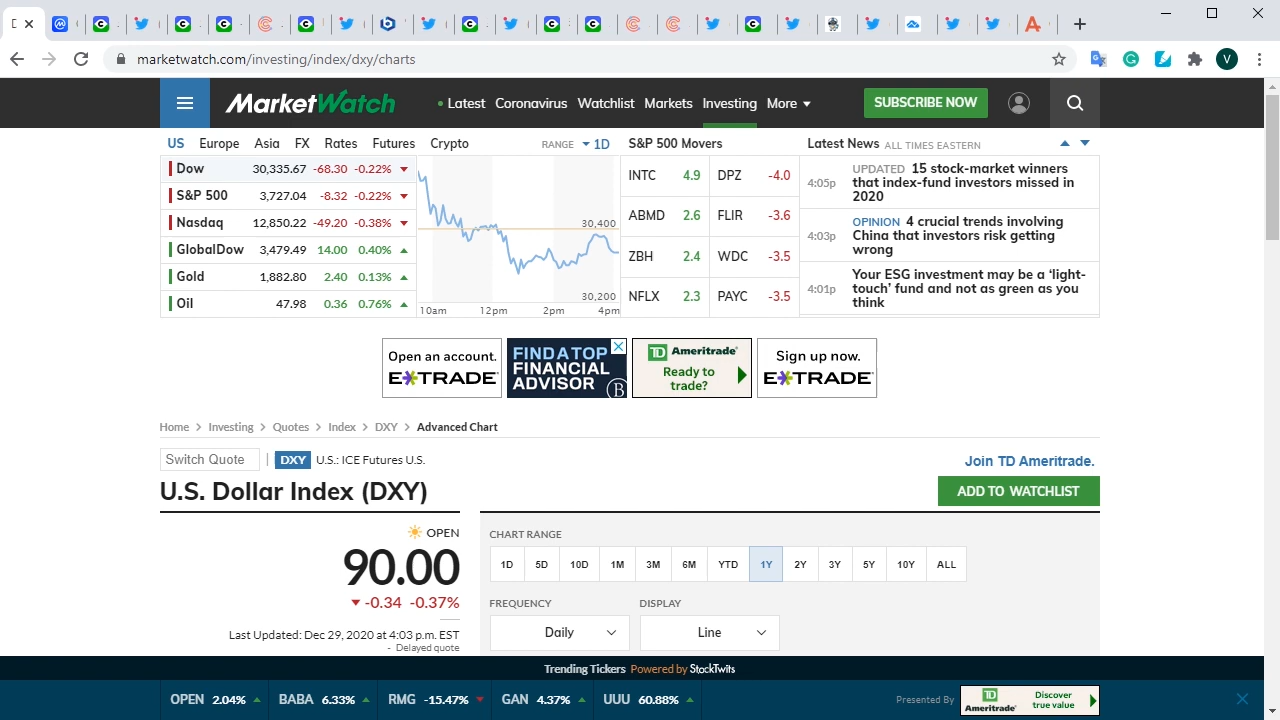 D
marketwatch.com/investing/index/dxy/charts
V
MarketWatch
Latest Coronavirus Watchlist Markets Investing More
SUBSCRIBE NOW
US Europe Asia FX Rates Futures Crypto
RANGE 1D
S&P 500 Movers
Latest News ALL TIMES EASTERN
Dow 30,335.67 -68.30 -0.22%
S&P 500 3,727.04 -8.32 -0.22%
Nasdaq 12,850.22 -49.20 -0.38%
GlobalDow 3,479.49 14.00 0.40%
Gold 1,882.80 2.40 0.13%
Oil 47.98 0.36 0.76%
30,400
30,200
10am 12pm 2pm 4pm
INTC 4.9 DPZ -4.0
ABMD 2.6 FLIR -3.6
ZBH 2.4 WDC -3.5
NFLX 2.3 PAYC -3.5
4:05p UPDATED 15 stock-market winners
that index-fund investors missed in
2020
4:03p OPINION 4 crucial trends involving
China that investors risk getting
wrong
4:01p Your ESG investment may be a ‘light-
touch’ fund and not as green as you
think
Open an account.
E*TRADE
FIND A TOP
FINANCIAL
ADVISOR
B
TD Ameritrade
Ready to
trade?
Sign up now.
E*TRADE
Home > Investing > Quotes > Index > DXY > Advanced Chart
Switch Quote | DXY U.S.: ICE Futures U.S.
Join TD Ameritrade.
U.S. Dollar Index (DXY)
ADD TO WATCHLIST
OPEN
90.00
-0.34 -0.37%
Last Updated: Dec 29, 2020 at 4:03 p.m. EST
- Delayed quote
CHART RANGE
1D 5D 10D 1M 3M 6M YTD 1Y 2Y 3Y 5Y 10Y ALL
FREQUENCY DISPLAY
Daily Line
Trending Tickers Powered by StockTwits
OPEN 2.04% BABA 6.33% RMG -15.47% GAN 4.37% UUU 60.88%
Presented By
TD
Ameritrade
Discover
true value